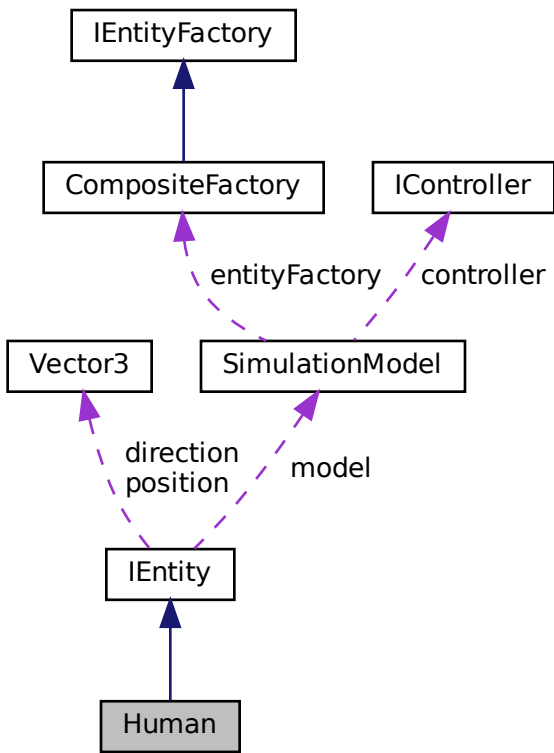 IEntityFactory
CompositeFactory
IController
entityFactory
controller
Vector3
SimulationModel
direction
position
model
IEntity
Human